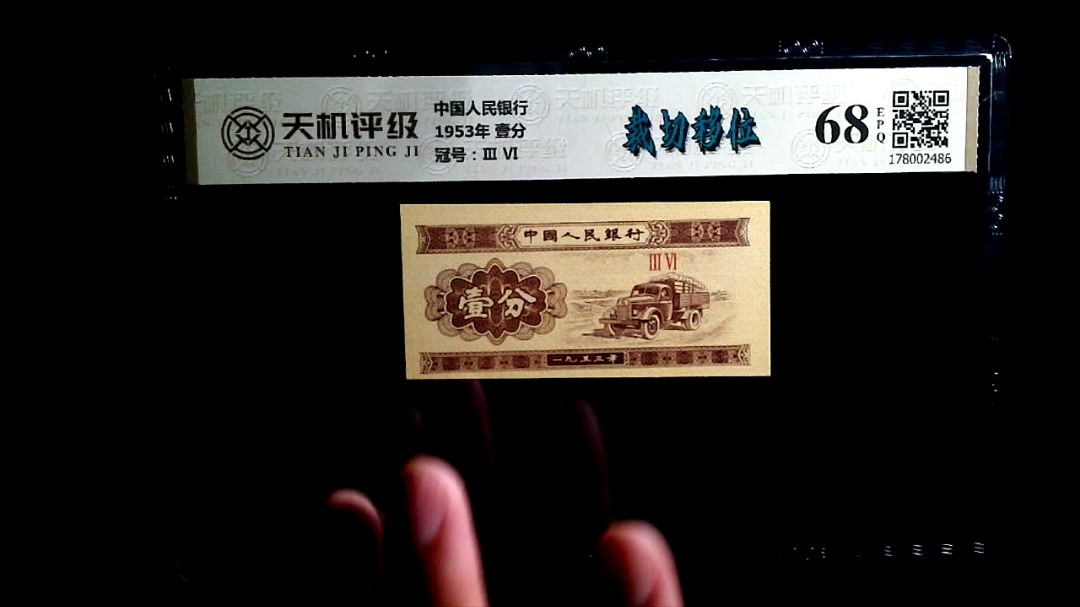 天机评级
TIAN JI PING JI
中国人民银行
1953年 壹分
冠号：Ⅲ Ⅵ
裁切移位
68
EPQ
178002486
中國人民銀行
Ⅲ Ⅵ
壹分
一九五三年